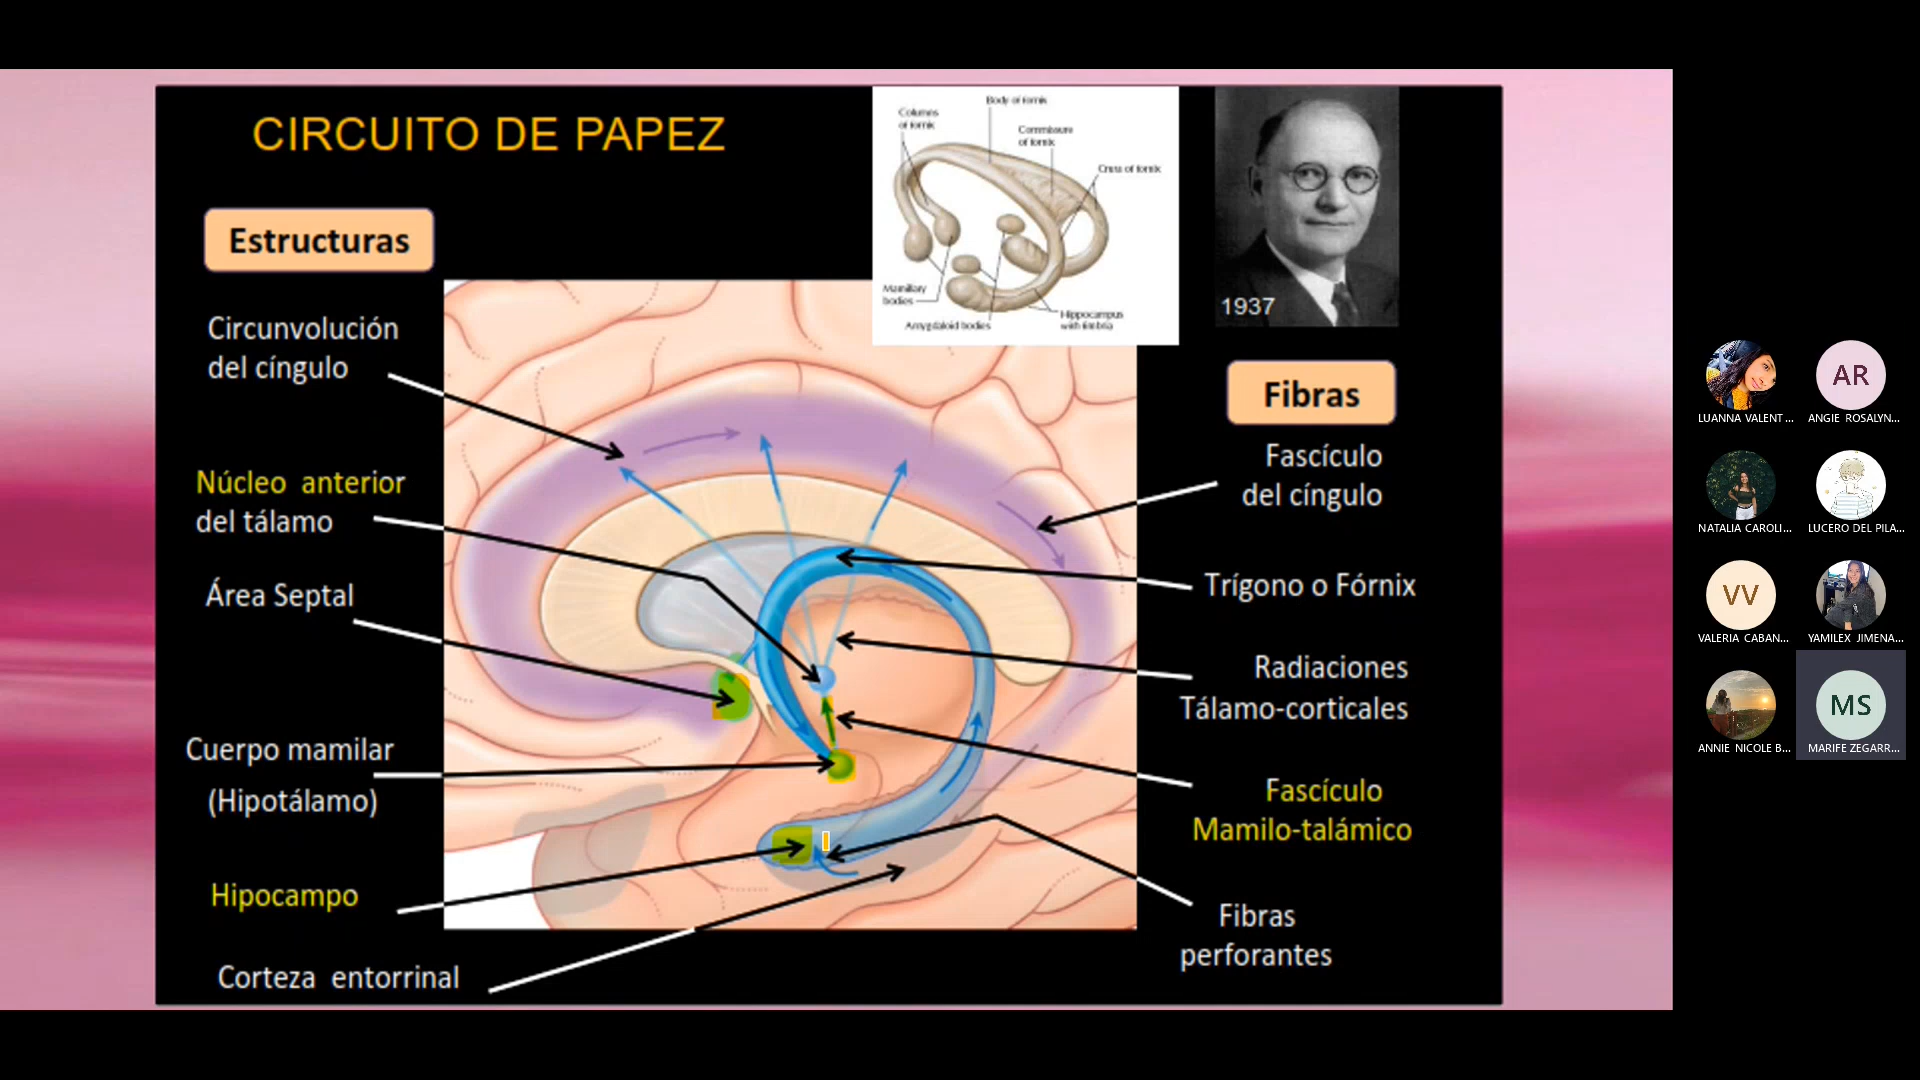 CIRCUITO DE PAPEZ
Estructuras
Circunvolución
del cíngulo
Núcleo anterior
del tálamo
Área Septal
Cuerpo mamilar
(Hipotálamo)
Hipocampo
Corteza entorrinal
Columns
of fornix
Body of fornix
Commissure
of fornix
Crura of fornix
Mamillary
bodies
Amygdaloid bodies
Hippocampus
with fimbria
1937
Fibras
Fascículo
del cíngulo
Trígono o Fórnix
Radiaciones
Tálamo-corticales
Fascículo
Mamilo-talámico
Fibras
perforantes
LUANNA VALENT...
AR
ANGIE ROSALYN...
NATALIA CAROLI...
LUCERO DEL PILA...
VV
VALERIA CABAN...
YAMILEX JIMENA...
ANNIE NICOLE B...
MS
MARIFE ZEGARR...